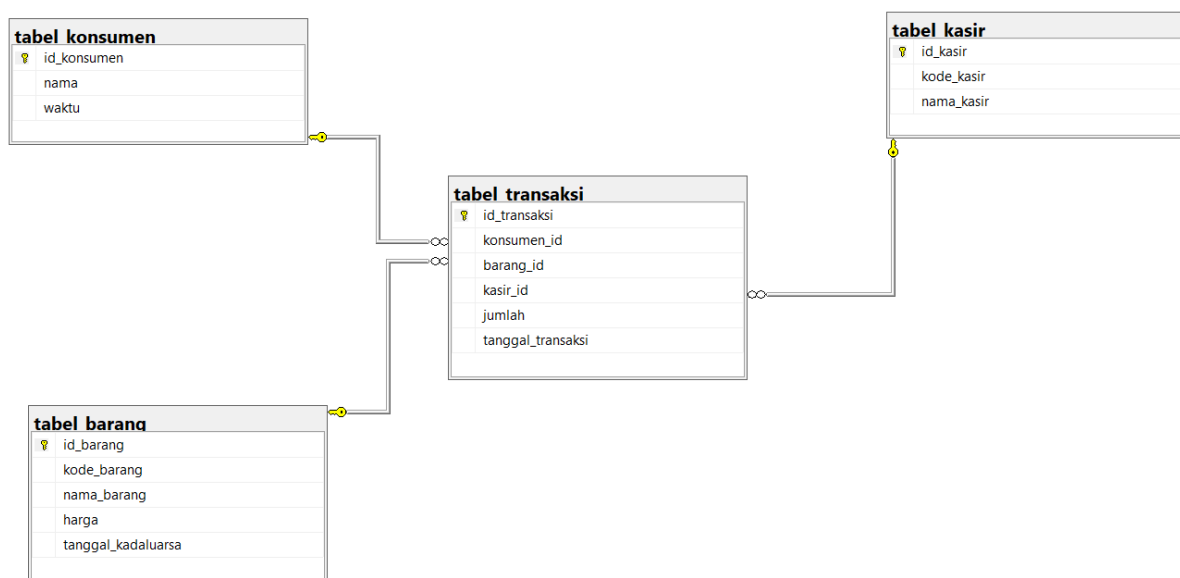 tabel_konsumen
id_konsumen
nama
waktu
tabel_kasir
id_kasir
kode_kasir
nama_kasir
tabel_transaksi
id_transaksi
konsumen_id
barang_id
kasir_id
jumlah
tanggal_transaksi
tabel_barang
id_barang
kode_barang
nama_barang
harga
tanggal_kadaluarsa